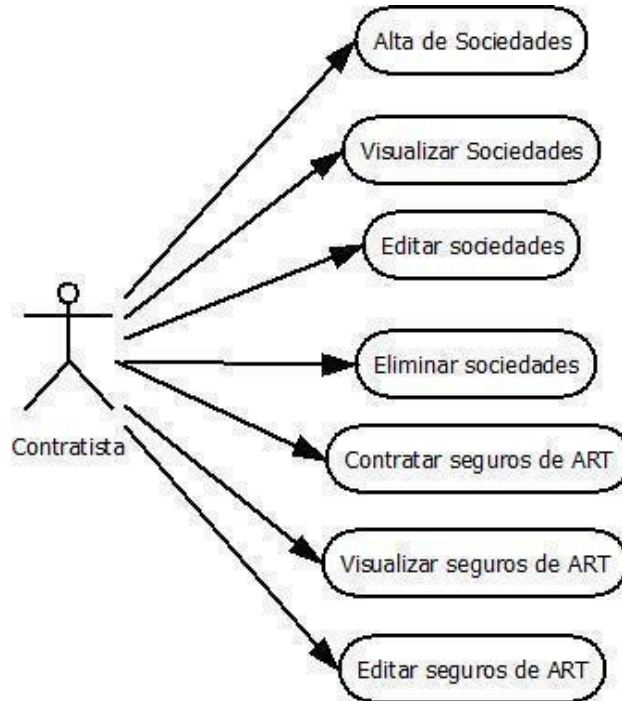 Alta de Sociedades
Visualizar Sociedades
Editar sociedades
Eliminar sociedades
Contratista
Contratar seguros de ART
Visualizar seguros de ART
Editar seguros de ART